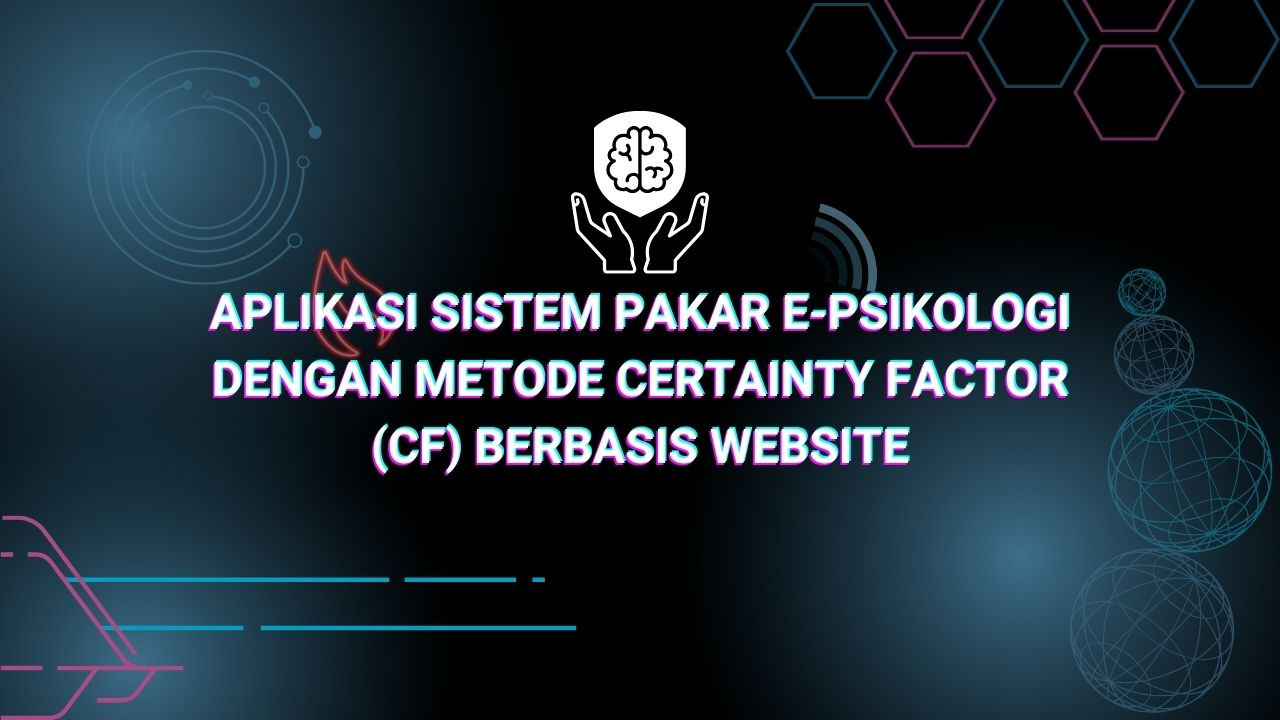 APLIKASI SISTEM PAKAR E-PSIKOLOGI
DENGAN METODE CERTAINTY FACTOR
(CF) BERBASIS WEBSITE